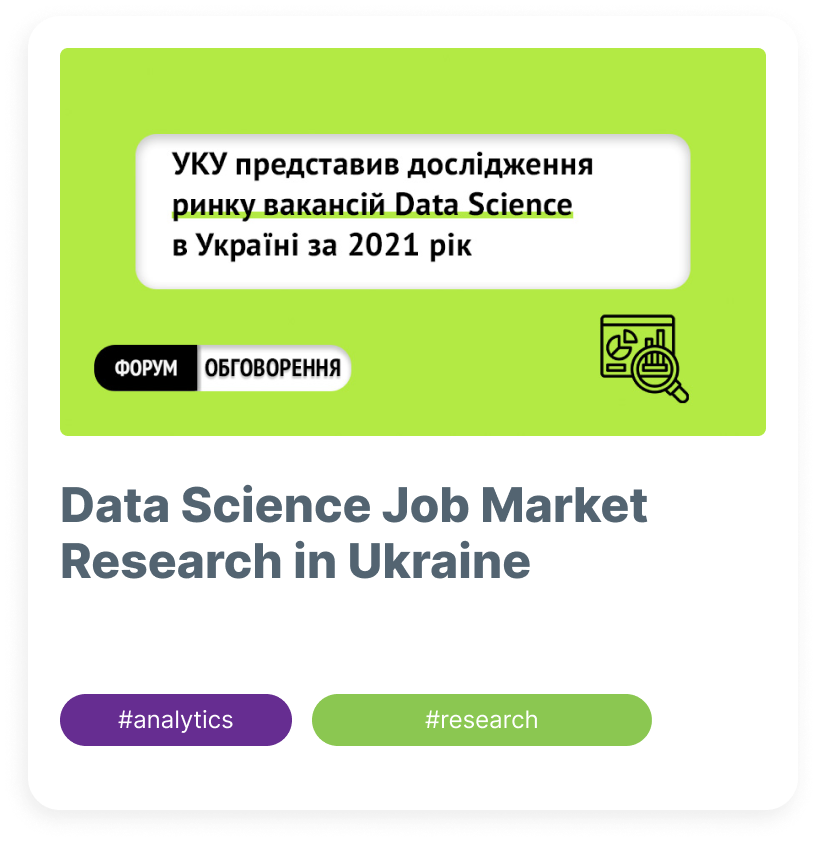 УКУ представив дослідження
ринку вакансій Data Science
в Україні за 2021 рік
ФОРУМ ОБГОВОРЕННЯ
Data Science Job Market
Research in Ukraine
#analytics #research